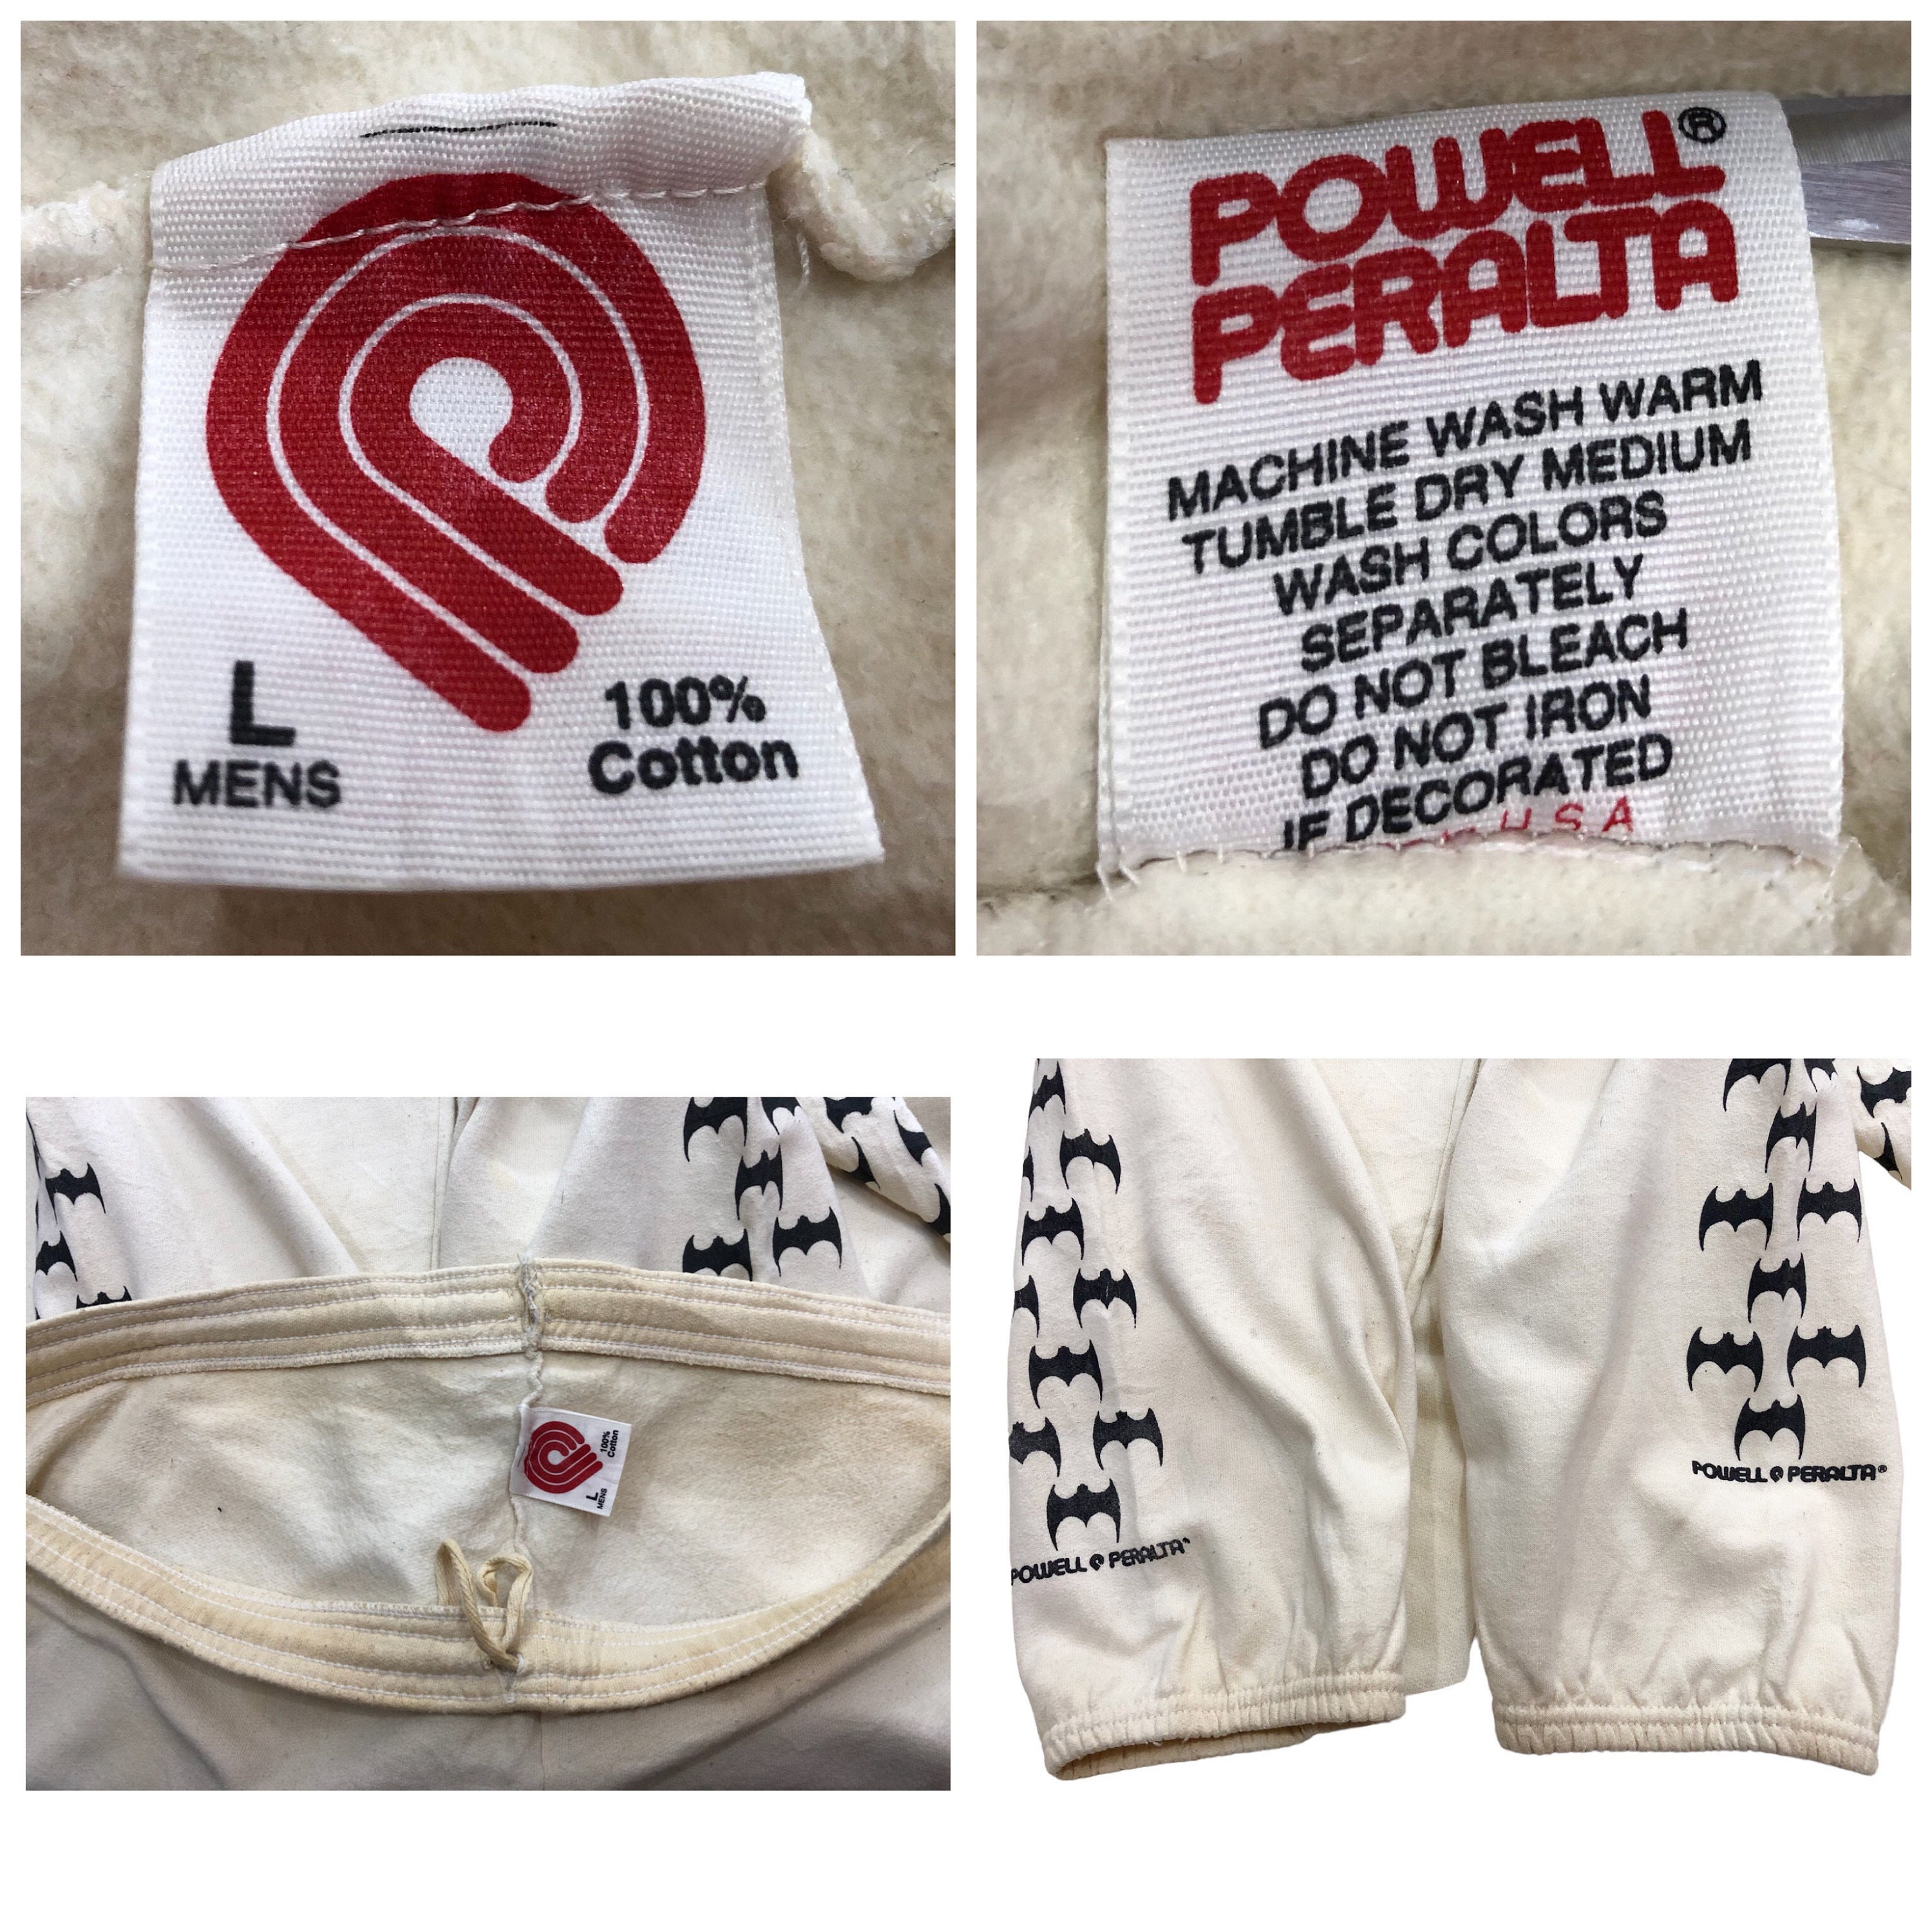 L
MENS
100%
Cotton
POWELL®
PERALTA
MACHINE WASH WARM
TUMBLE DRY MEDIUM
WASH COLORS
SEPARATELY
DO NOT BLEACH
DO NOT IRON
IF DECORATED
USA
100%
Cotton
L
MENS
POWELL PERALTA®
POWELL PERALTA®